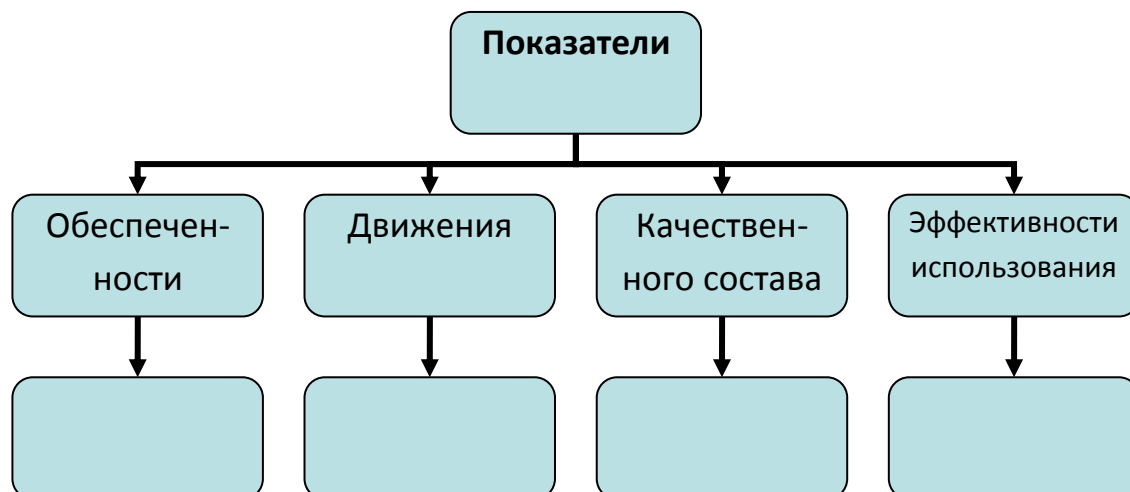 Показатели
Обеспечен-
ности
Движения
Качествен-
ного состава
Эффективности
использования